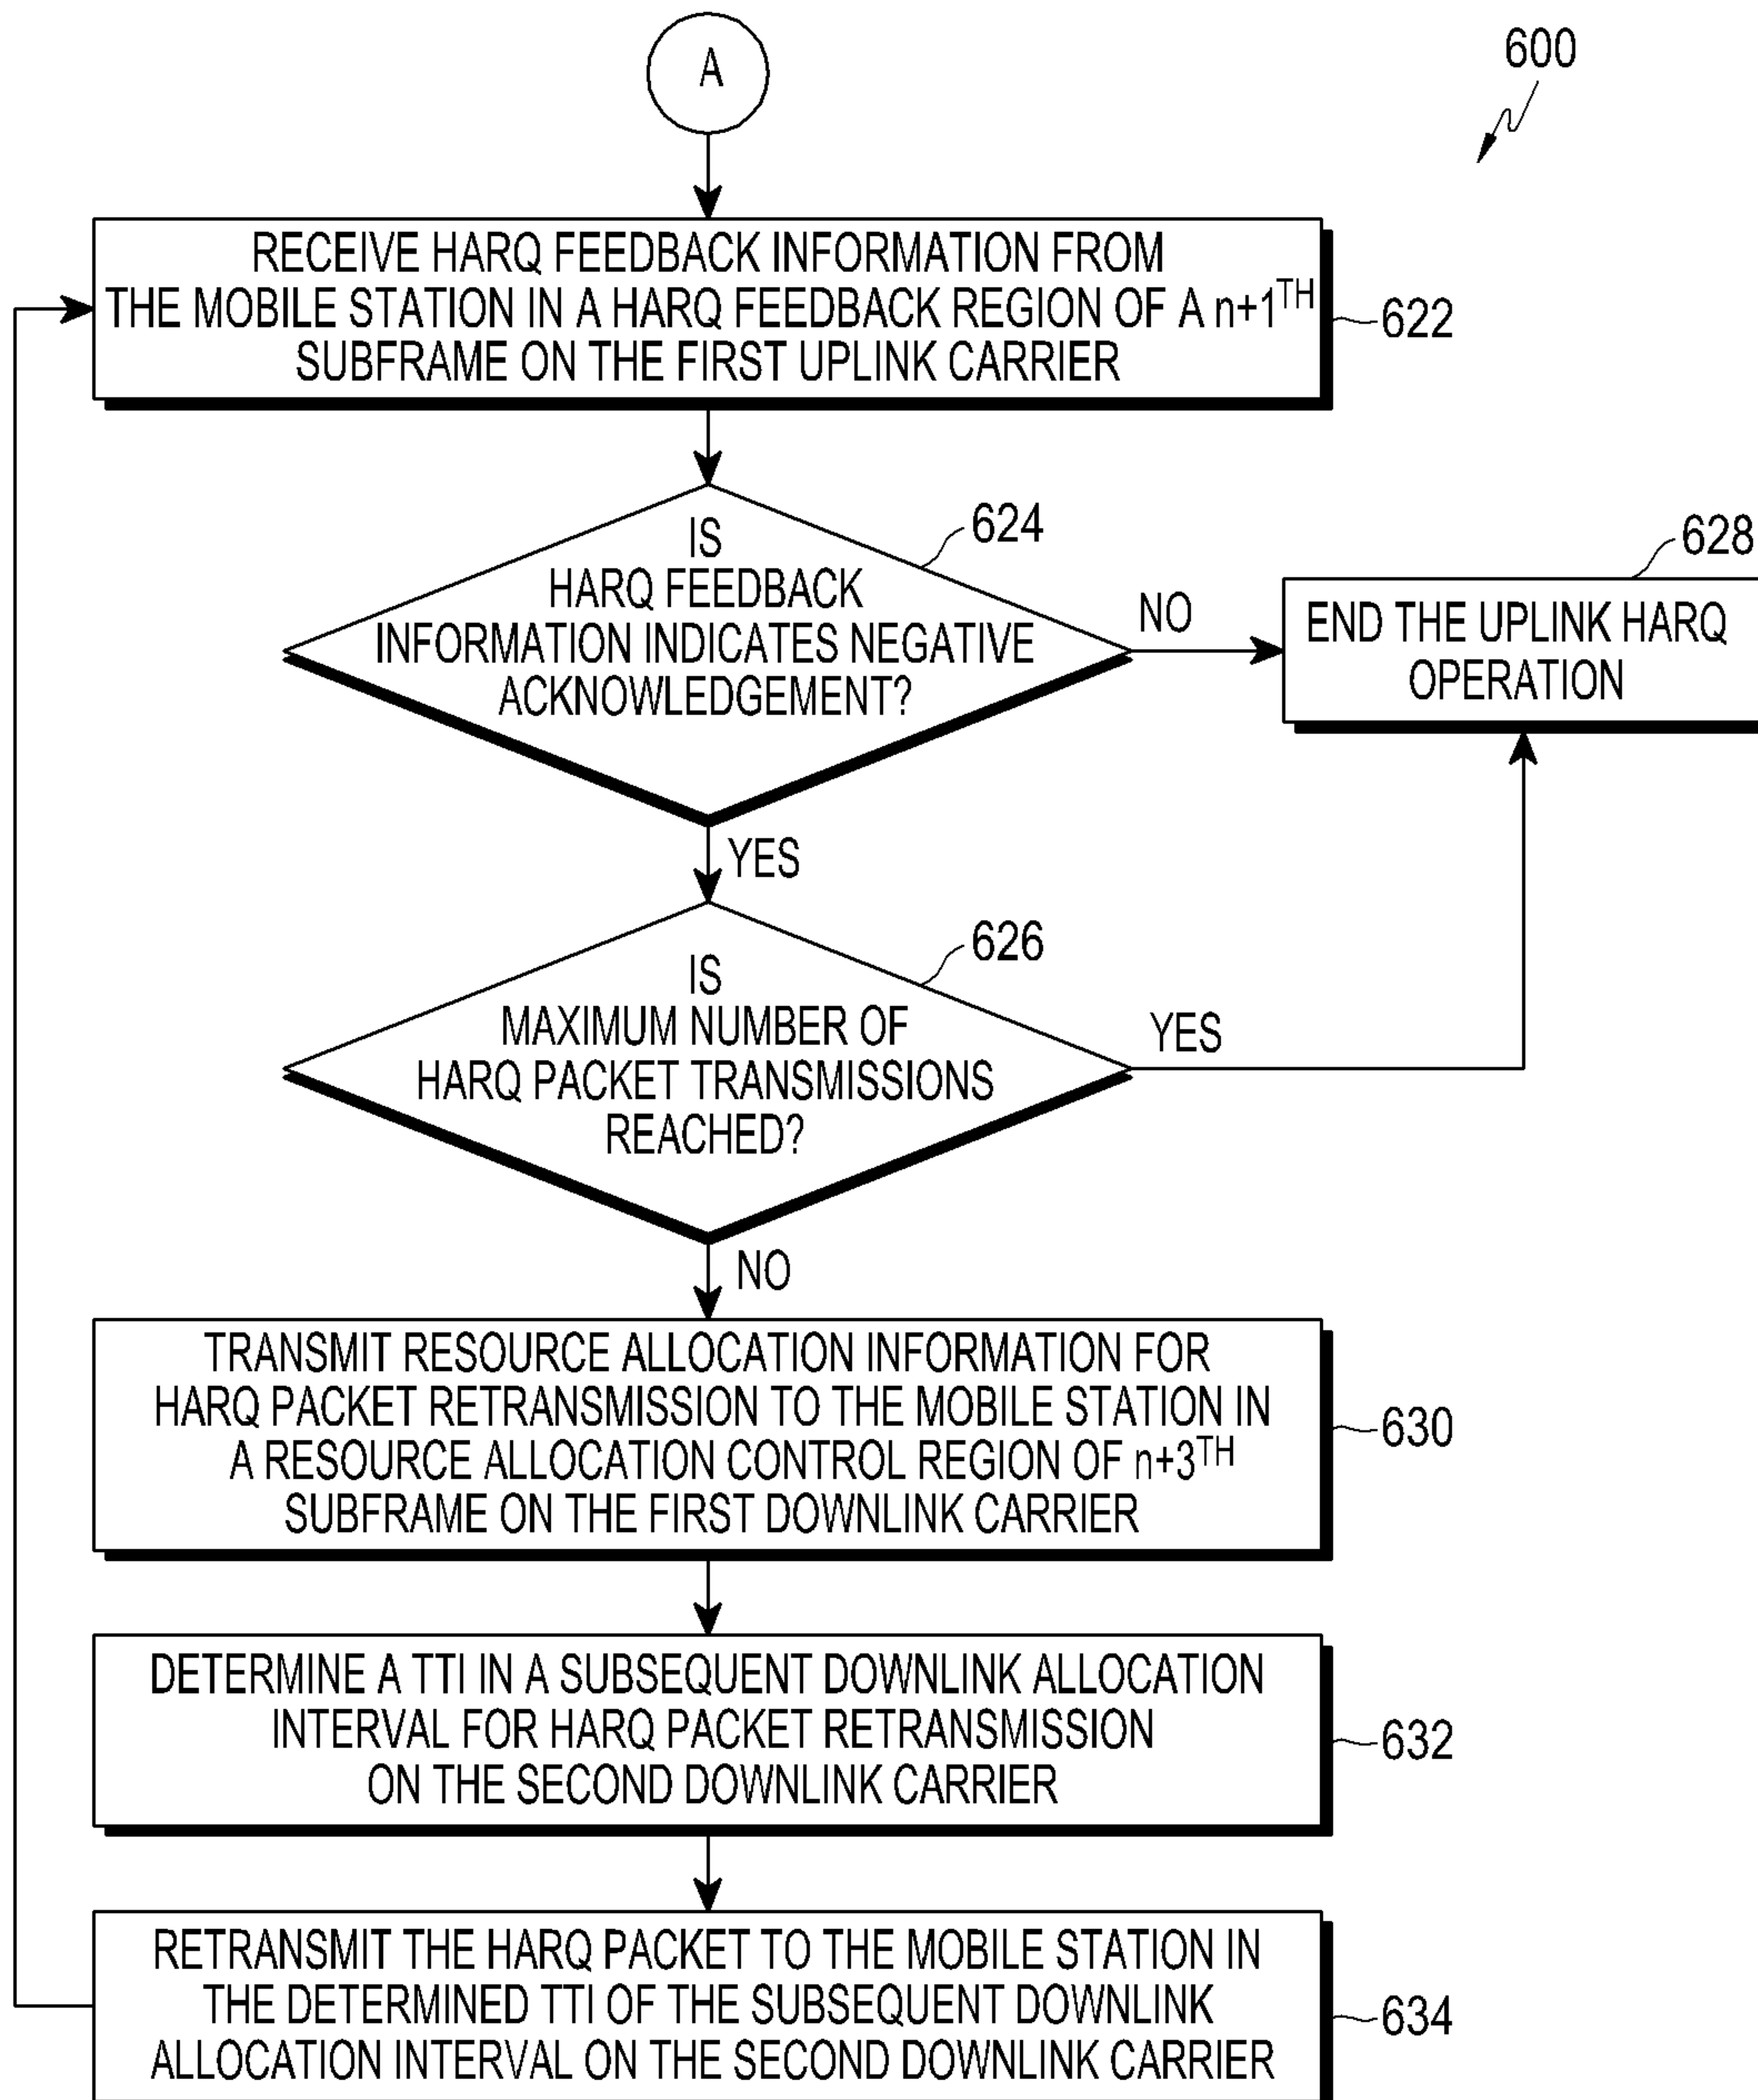 A
600
RECEIVE HARQ FEEDBACK INFORMATION FROM
THE MOBILE STATION IN A HARQ FEEDBACK REGION OF A n+1TH
SUBFRAME ON THE FIRST UPLINK CARRIER
622
IS
HARQ FEEDBACK
INFORMATION INDICATES NEGATIVE
ACKNOWLEDGEMENT?
624
NO
628
END THE UPLINK HARQ
OPERATION
YES
IS
MAXIMUM NUMBER OF
HARQ PACKET TRANSMISSIONS
REACHED?
626
YES
NO
TRANSMIT RESOURCE ALLOCATION INFORMATION FOR
HARQ PACKET RETRANSMISSION TO THE MOBILE STATION IN
A RESOURCE ALLOCATION CONTROL REGION OF n+3TH
SUBFRAME ON THE FIRST DOWNLINK CARRIER
630
DETERMINE A TTI IN A SUBSEQUENT DOWNLINK ALLOCATION
INTERVAL FOR HARQ PACKET RETRANSMISSION
ON THE SECOND DOWNLINK CARRIER
632
RETRANSMIT THE HARQ PACKET TO THE MOBILE STATION IN
THE DETERMINED TTI OF THE SUBSEQUENT DOWNLINK
ALLOCATION INTERVAL ON THE SECOND DOWNLINK CARRIER
634